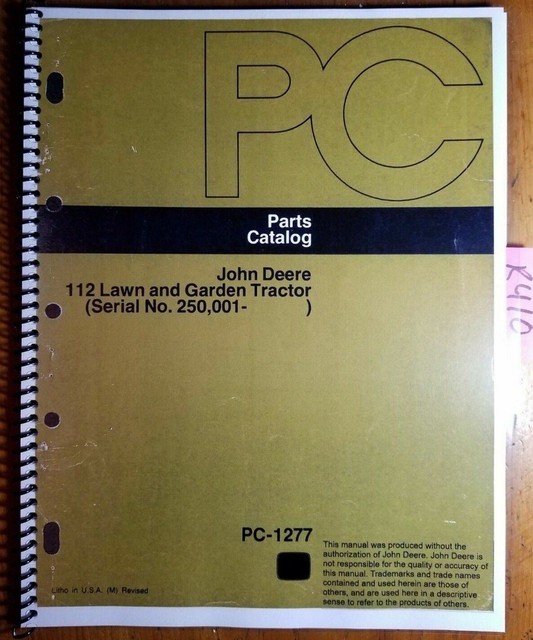 PC
Parts
Catalog
John Deere
112 Lawn and Garden Tractor
(Serial No. 250,001- )
K410
PC-1277
This manual was produced without the
authorization of John Deere. John Deere is
not responsible for the quality or accuracy of
this manual. Trademarks and trade names
contained and used herein are those of
others, and are used here in a descriptive
sense to refer to the products of others.
Litho in U.S.A. (M) Revised